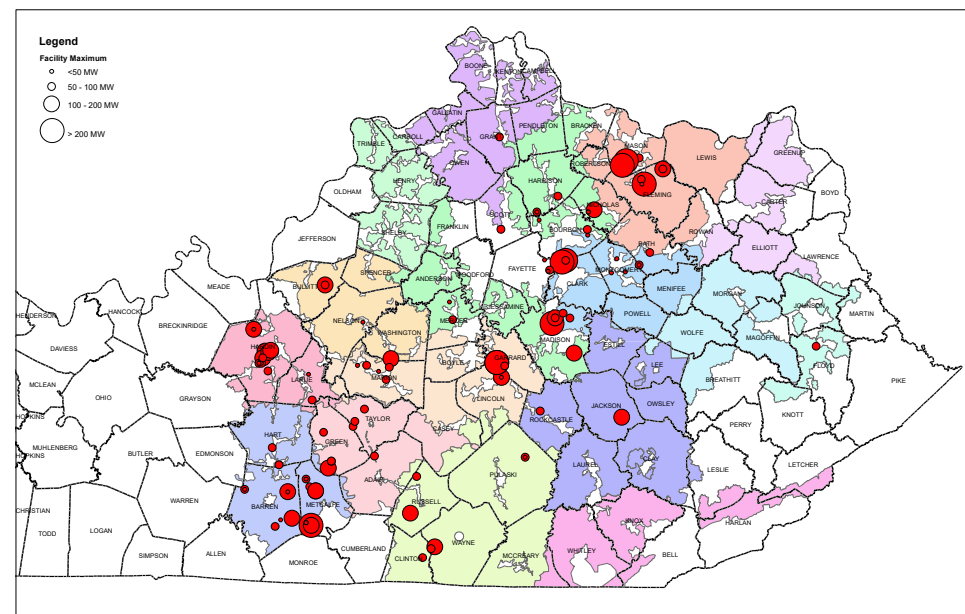 Legend
Facility Maximum
<50 MW
50 - 100 MW
100 - 200 MW
> 200 MW
BOONE
KENTON
CAMPBELL
GALLATIN
PENDLETON
BRACKEN
CARROLL
GRANT
MASON
TRIMBLE
OWEN
ROBERTSON
LEWIS
GREENUP
HENRY
HARRISON
FLEMING
BOYD
OLDHAM
NICHOLAS
CARTER
SCOTT
SHELBY
FRANKLIN
BOURBON
ROWAN
JEFFERSON
BATH
ELLIOTT
LAWRENCE
FAYETTE
MONTGOMERY
SPENCER
ANDERSON
WOODFORD
CLARK
MENIFEE
MEADE
BULLITT
MORGAN
JOHNSON
MARTIN
HANCOCK
JESSAMINE
POWELL
HENDERSON
BRECKINRIDGE
NELSON
MERCER
WASHINGTON
MADISON
WOLFE
MAGOFFIN
DAVIESS
HARDIN
ESTILL
GARRARD
BOYLE
LEE
FLOYD
BREATHITT
MCLEAN
LARUE
MARION
PIKE
OHIO
GRAYSON
LINCOLN
JACKSON
OWSLEY
KNOTT
HOPKINS
TAYLOR
ROCKCASTLE
PERRY
CASEY
HART
GREEN
MUHLENBERG
BUTLER
EDMONSON
HOPKINS
LETCHER
PULASKI
LAUREL
CLAY
LESLIE
ADAIR
WARREN
BARREN
METCALFE
RUSSELL
CHRISTIAN
KNOX
HARLAN
TODD
LOGAN
WAYNE
CUMBERLAND
SIMPSON
ALLEN
MONROE
CLINTON
MCCREARY
WHITLEY
BELL